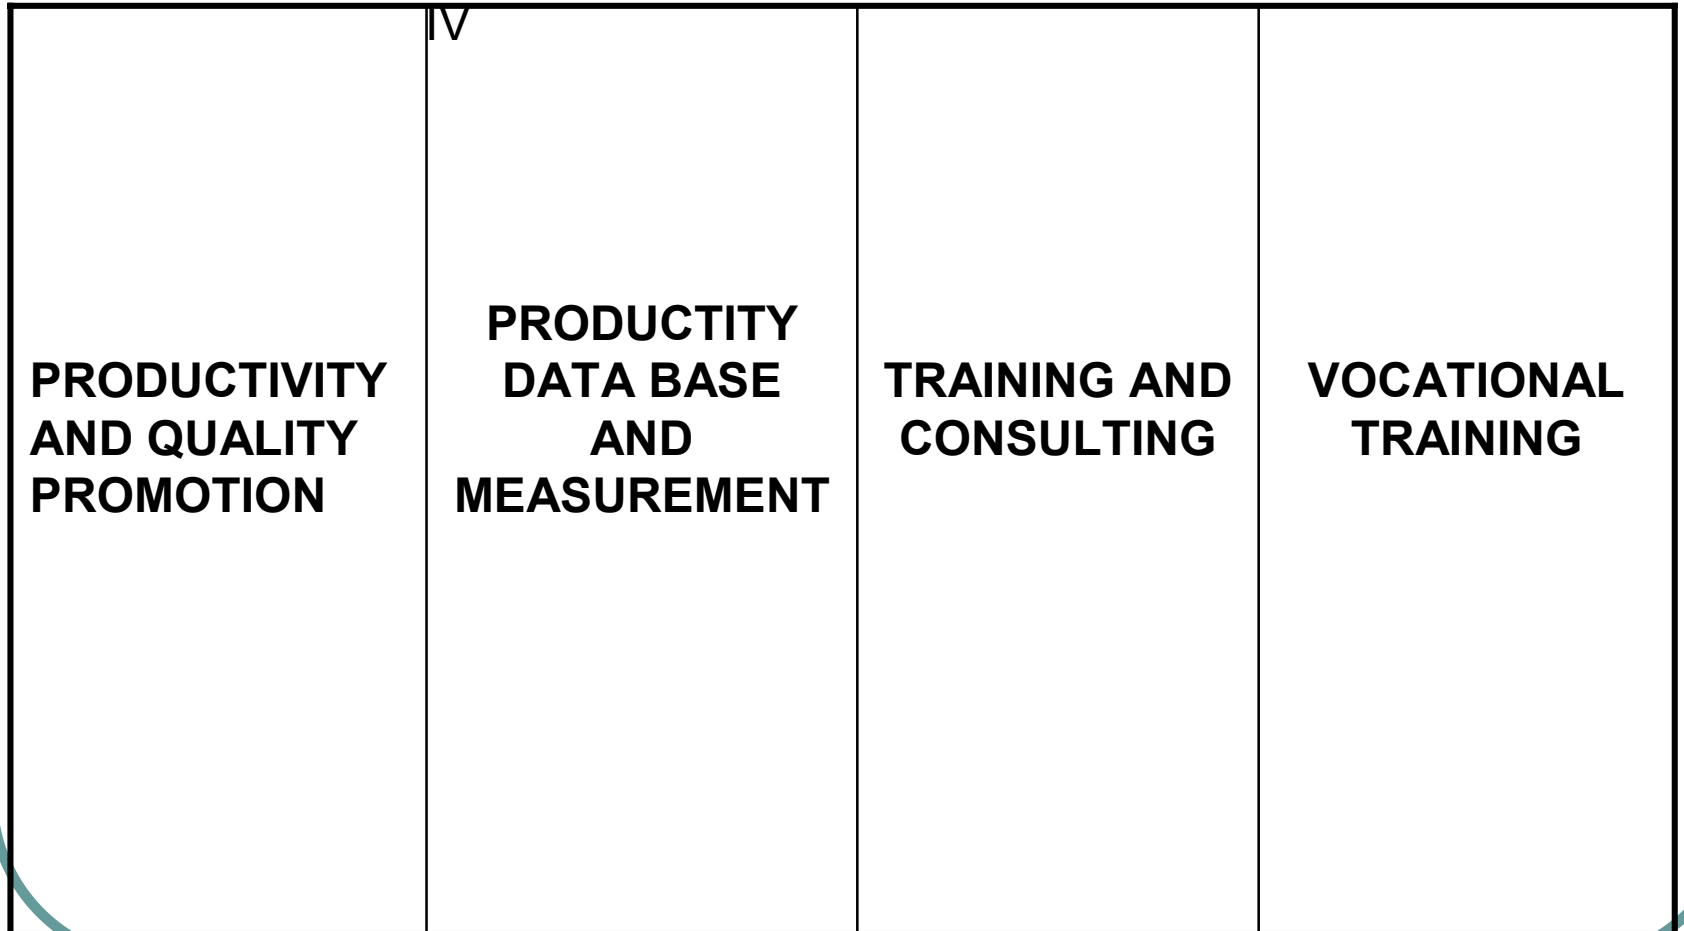 IV
PRODUCTIVITY
AND QUALITY
PROMOTION
PRODUCTITY
DATA BASE
AND
MEASUREMENT
TRAINING AND
CONSULTING
VOCATIONAL
TRAINING